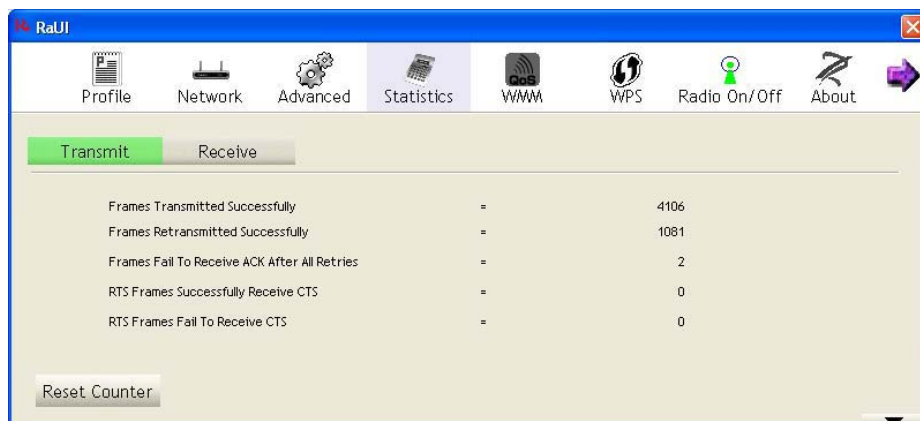 RaUI
Profile Network Advanced Statistics QoS WMM WPS Radio On/Off About
Transmit Receive
Frames Transmitted Successfully = 4106
Frames Retransmitted Successfully = 1081
Frames Fail To Receive ACK After All Retries = 2
RTS Frames Successfully Receive CTS = 0
RTS Frames Fail To Receive CTS = 0
Reset Counter